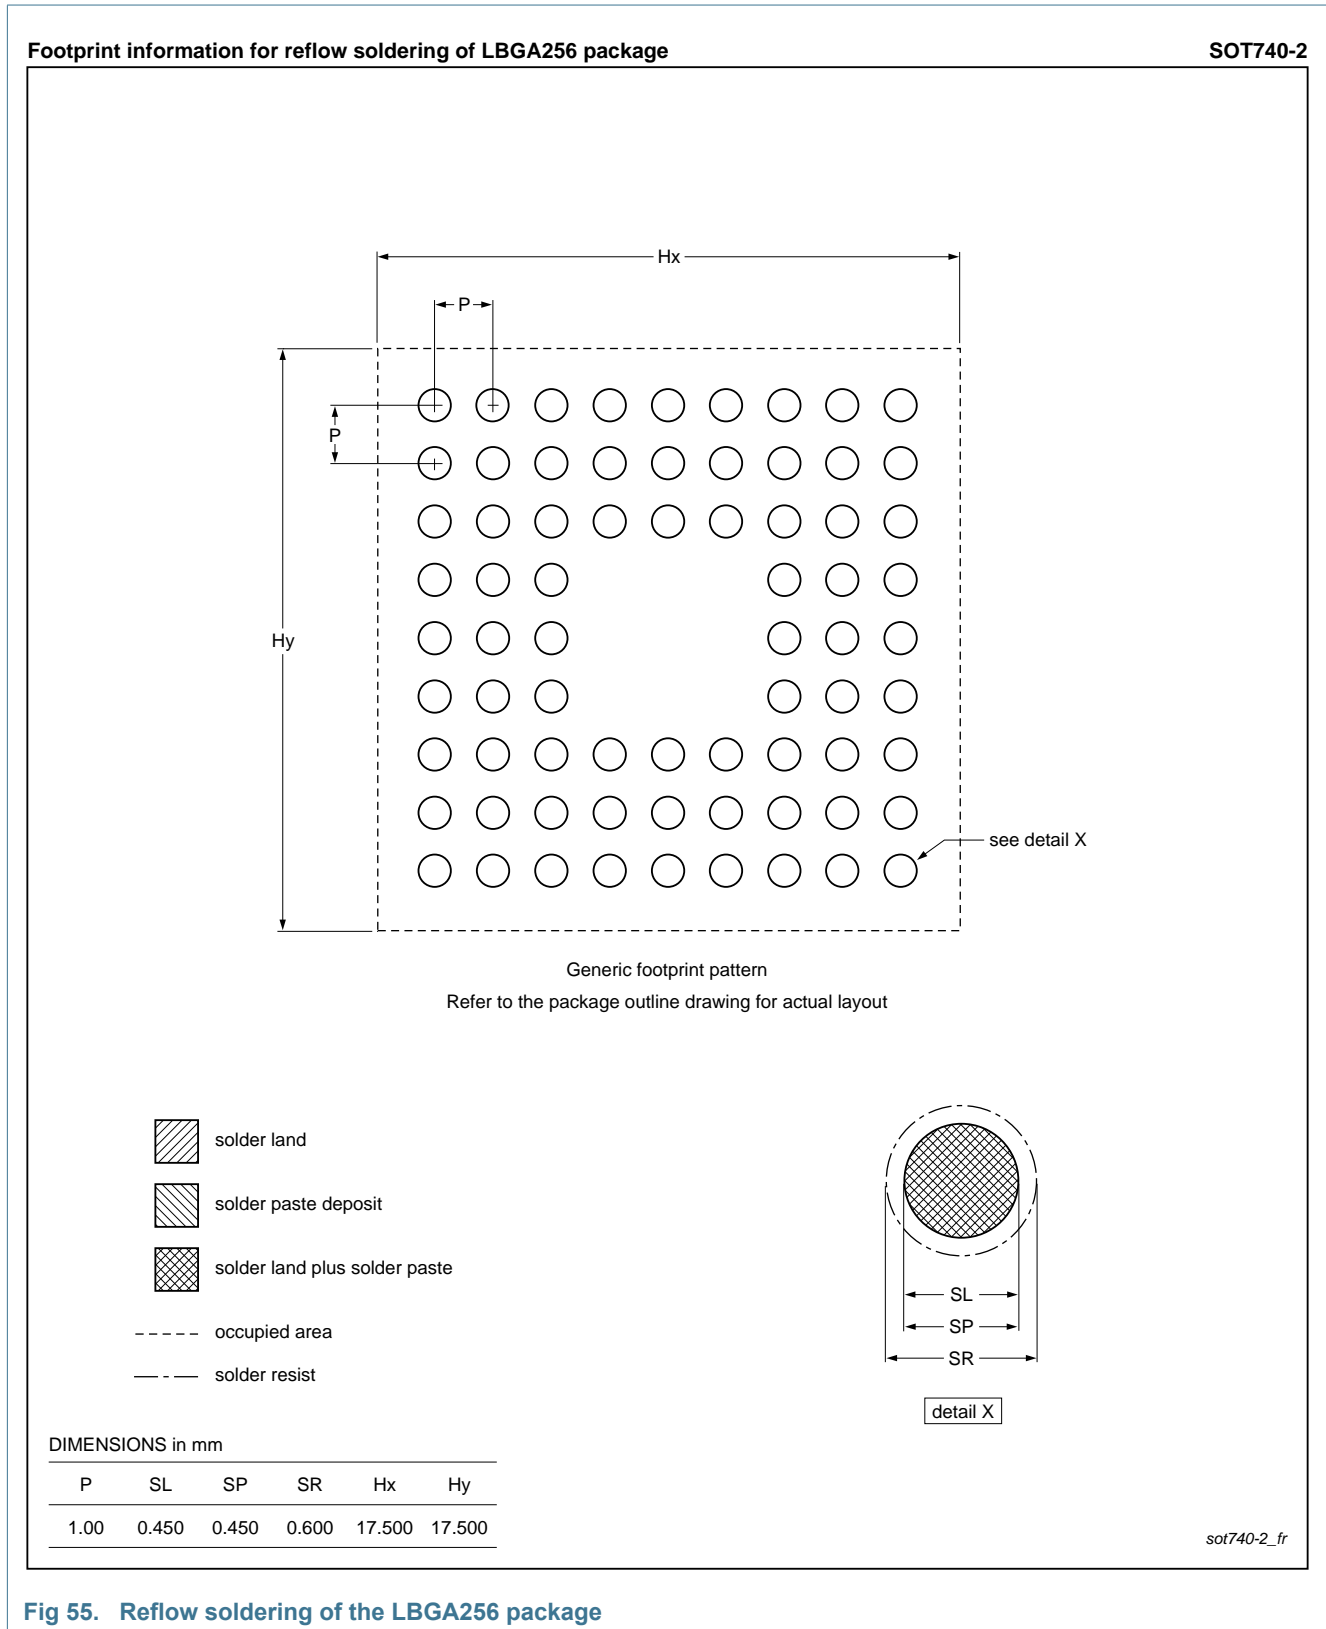 Footprint information for reflow soldering of LBGA256 package SOT740-2
Hx
P
P
Hy
see detail X
Generic footprint pattern
Refer to the package outline drawing for actual layout
solder land
solder paste deposit
solder land plus solder paste
occupied area
solder resist
SL
SP
SR
detail X
DIMENSIONS in mm
P SL SP SR Hx Hy
1.00 0.450 0.450 0.600 17.500 17.500
sot740-2_fr
Fig 55. Reflow soldering of the LBGA256 package